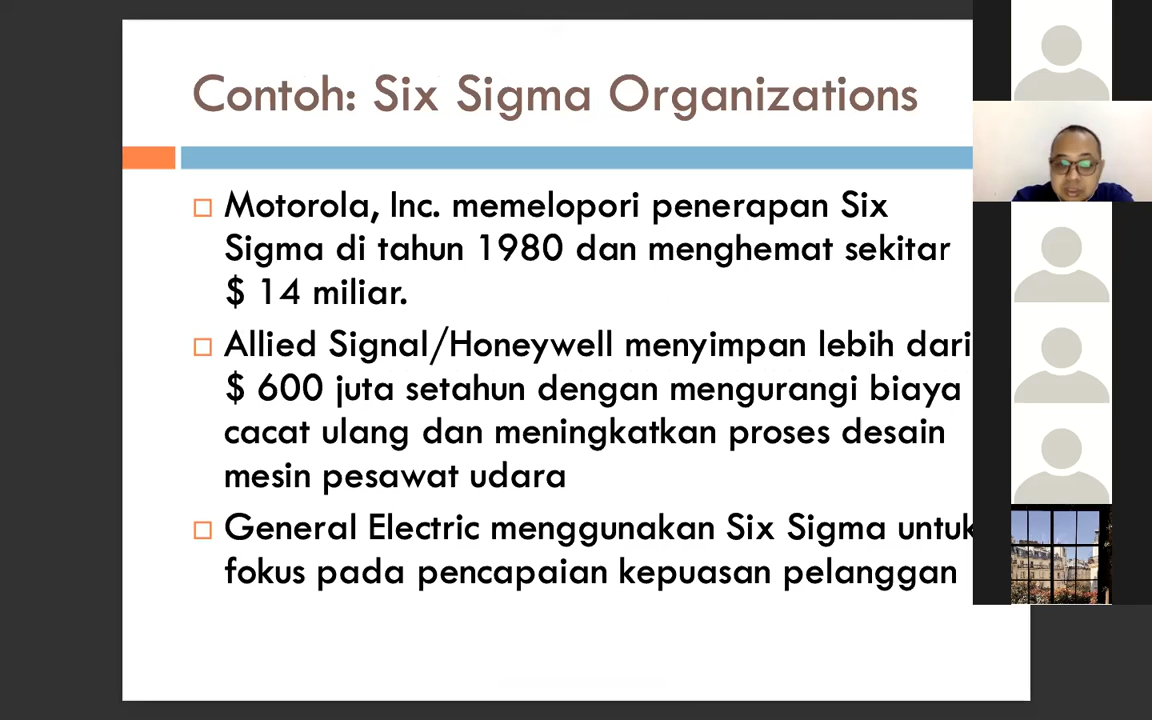 Contoh: Six Sigma Organizations
Motorola, Inc. memelopori penerapan Six
Sigma di tahun 1980 dan menghemat sekitar
$ 14 miliar.
Allied Signal/Honeywell menyimpan lebih dari
$ 600 juta setahun dengan mengurangi biaya
cacat ulang dan meningkatkan proses desain
mesin pesawat udara
General Electric menggunakan Six Sigma untuk
fokus pada pencapaian kepuasan pelanggan